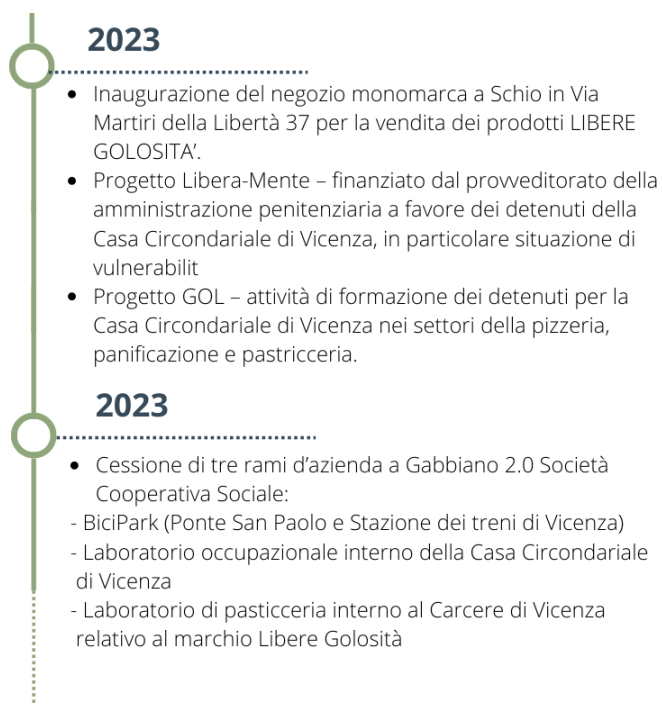 2023
• Inaugurazione del negozio monomarca a Schio in Via
Martiri della Libertà 37 per la vendita dei prodotti LIBERE
GOLOSITA’.
• Progetto Libera-Mente – finanziato dal provveditorato della
amministrazione penitenziaria a favore dei detenuti della
Casa Circondariale di Vicenza, in particolare situazione di
vulnerabilit
• Progetto GOL – attività di formazione dei detenuti per la
Casa Circondariale di Vicenza nei settori della pizzeria,
panificazione e pastricceria.
2023
• Cessione di tre rami d’azienda a Gabbiano 2.0 Società
Cooperativa Sociale:
- BiciPark (Ponte San Paolo e Stazione dei treni di Vicenza)
- Laboratorio occupazionale interno della Casa Circondariale
di Vicenza
- Laboratorio di pasticceria interno al Carcere di Vicenza
relativo al marchio Libere Golosità